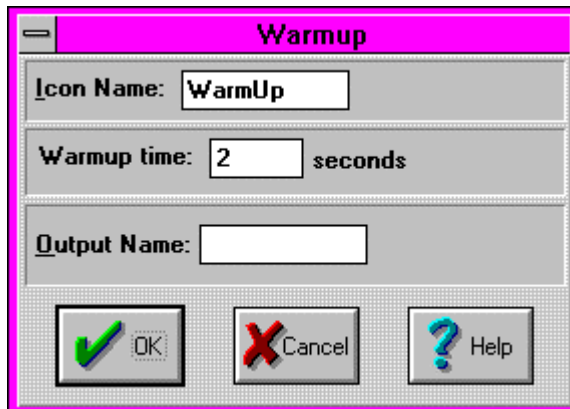 Warmup
Icon Name: WarmUp
Warmup time: 2 seconds
Output Name:
OK Cancel Help